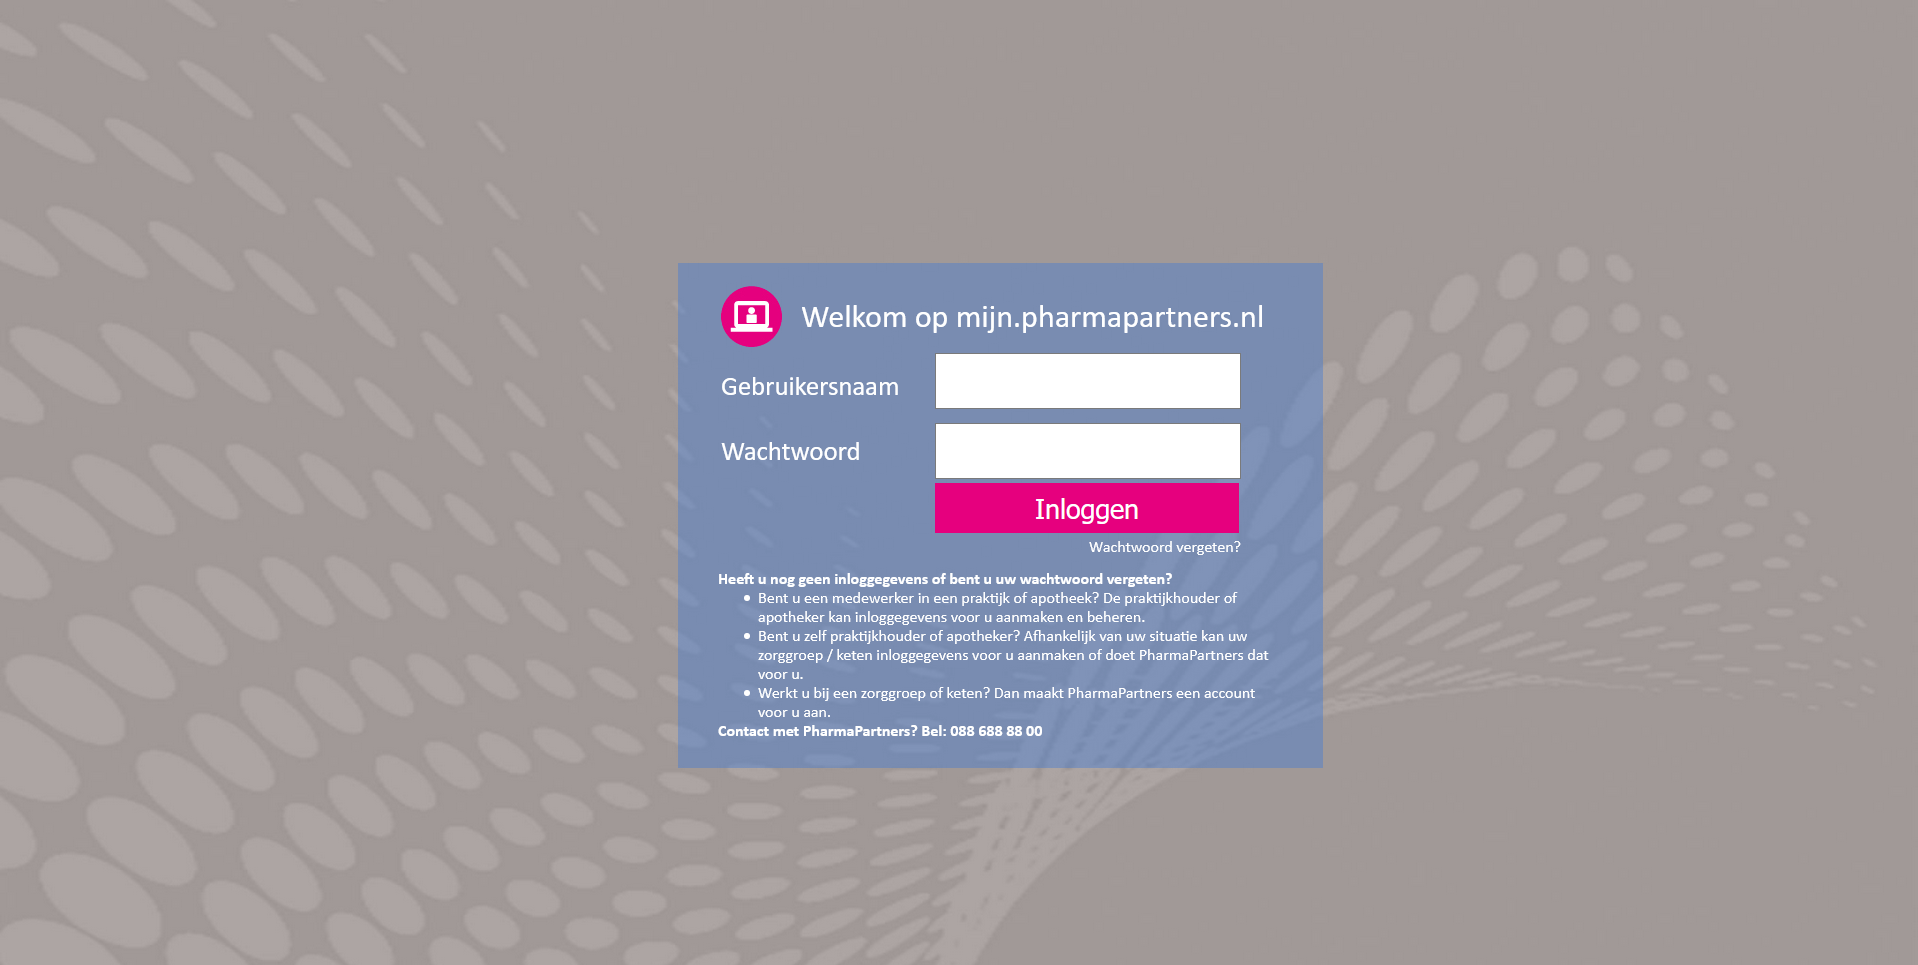 Welkom op mijn.pharmapartners.nl
Gebruikersnaam
Wachtwoord
Inloggen
Wachtwoord vergeten?
Heeft u nog geen inloggegevens of bent u uw wachtwoord vergeten?
Bent u een medewerker in een praktijk of apotheek? De praktijkhouder of
apotheker kan inloggegevens voor u aanmaken en beheren.
Bent u zelf praktijkhouder of apotheker? Afhankelijk van uw situatie kan uw
zorggroep / keten inloggegevens voor u aanmaken of doet PharmaPartners dat
voor u.
Werkt u bij een zorggroep of keten? Dan maakt PharmaPartners een account
voor u aan.
Contact met PharmaPartners? Bel: 088 688 88 00